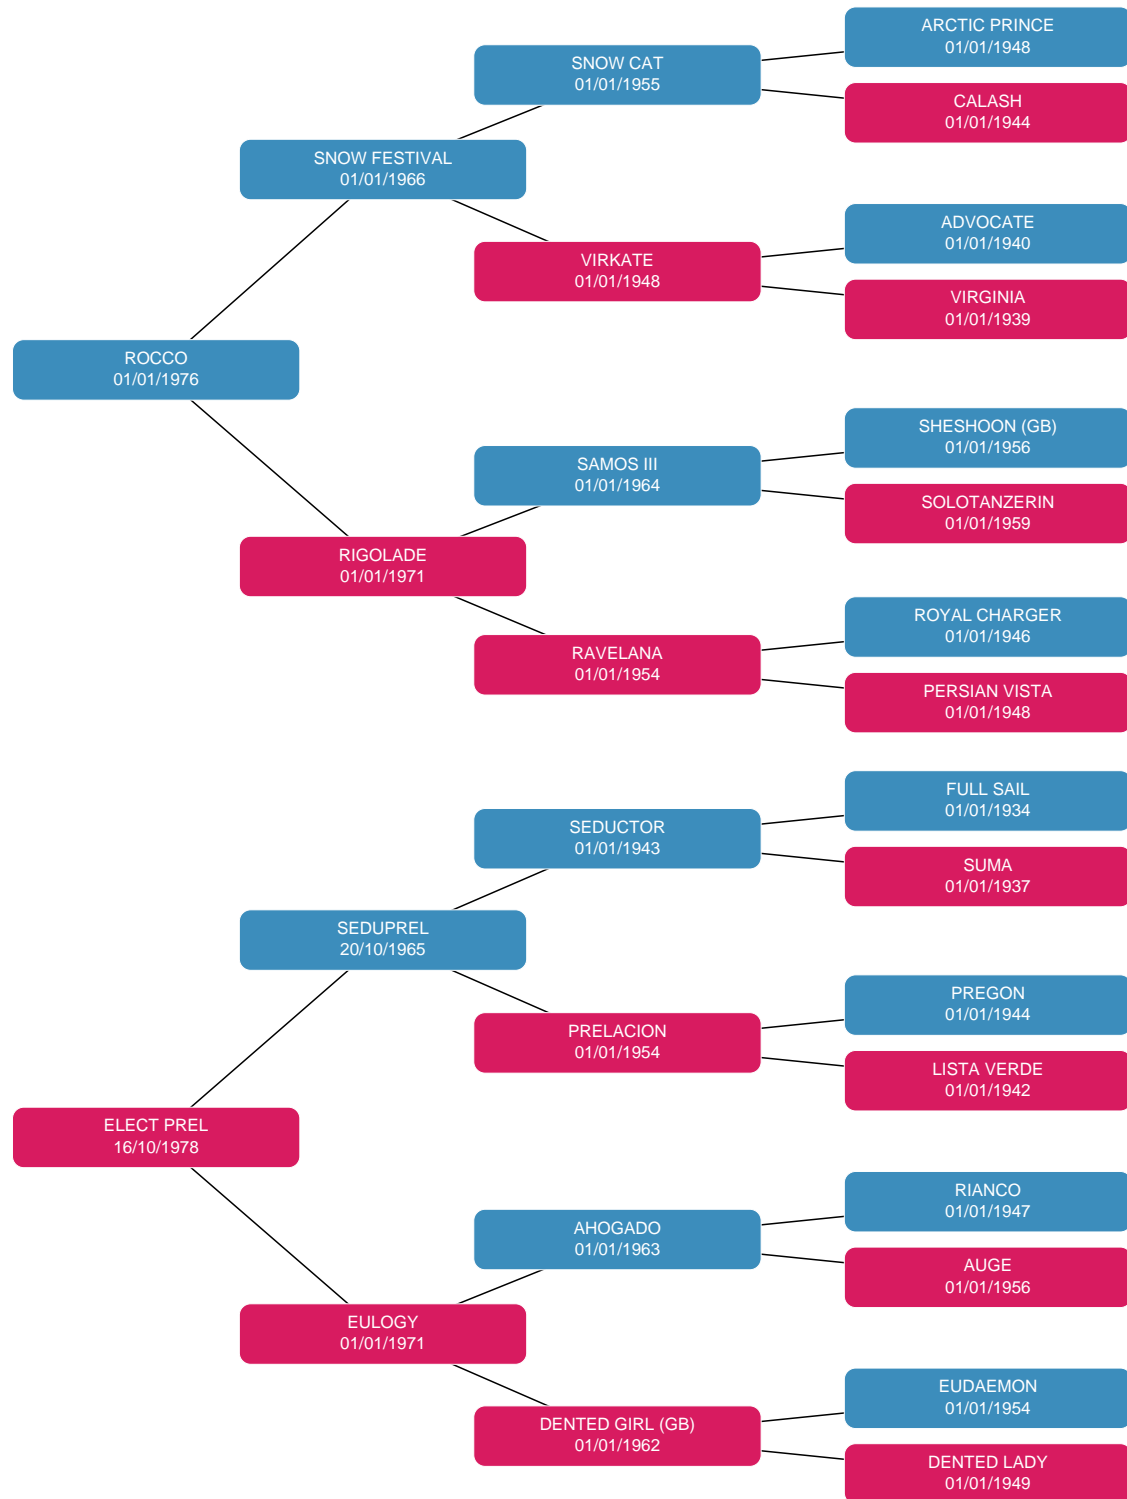 ARCTIC PRINCE
01/01/1948
SNOW CAT
01/01/1955
CALASH
01/01/1944
SNOW FESTIVAL
01/01/1966
ADVOCATE
01/01/1940
VIRKATE
01/01/1948
VIRGINIA
01/01/1939
ROCCO
01/01/1976
SHESHOON (GB)
01/01/1956
SAMOS III
01/01/1964
SOLOTANZERIN
01/01/1959
RIGOLADE
01/01/1971
ROYAL CHARGER
01/01/1946
RAVELANA
01/01/1954
PERSIAN VISTA
01/01/1948
FULL SAIL
01/01/1934
SEDUCTOR
01/01/1943
SUMA
01/01/1937
SEDUPREL
20/10/1965
PREGON
01/01/1944
PRELACION
01/01/1954
LISTA VERDE
01/01/1942
ELECT PREL
16/10/1978
RIANCO
01/01/1947
AHOGADO
01/01/1963
AUGE
01/01/1956
EULOGY
01/01/1971
EUDAEMON
01/01/1954
DENTED GIRL (GB)
01/01/1962
DENTED LADY
01/01/1949